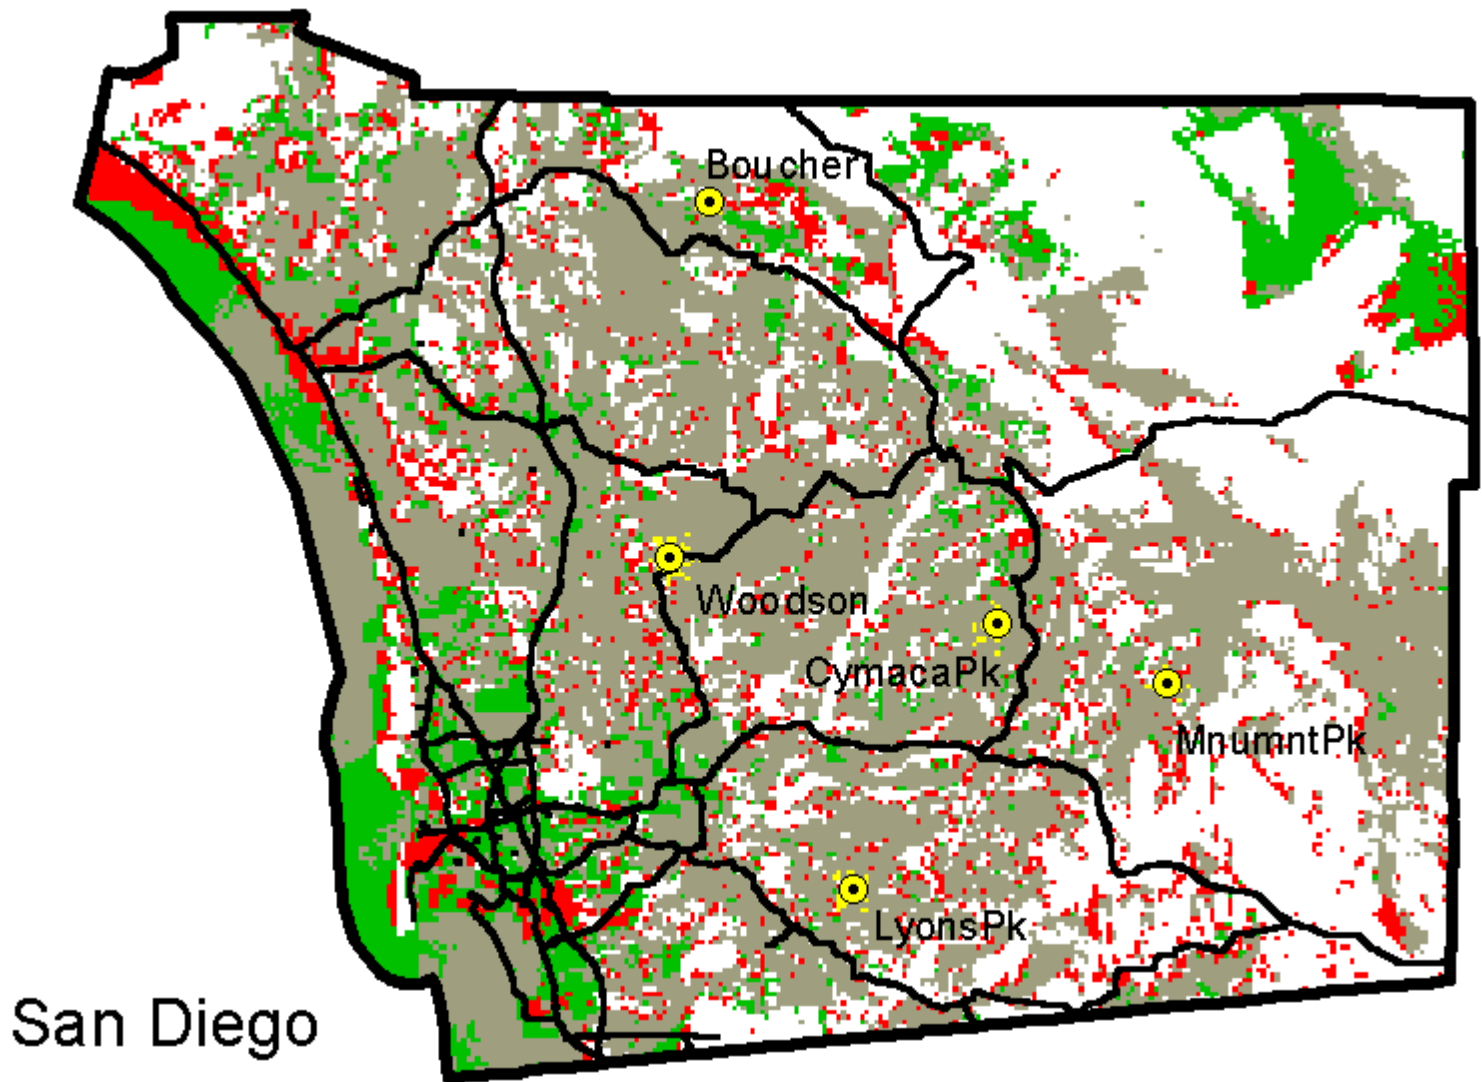 Boucher
Woodson
CymacaPk
MnumntPk
LyonsPk
San Diego